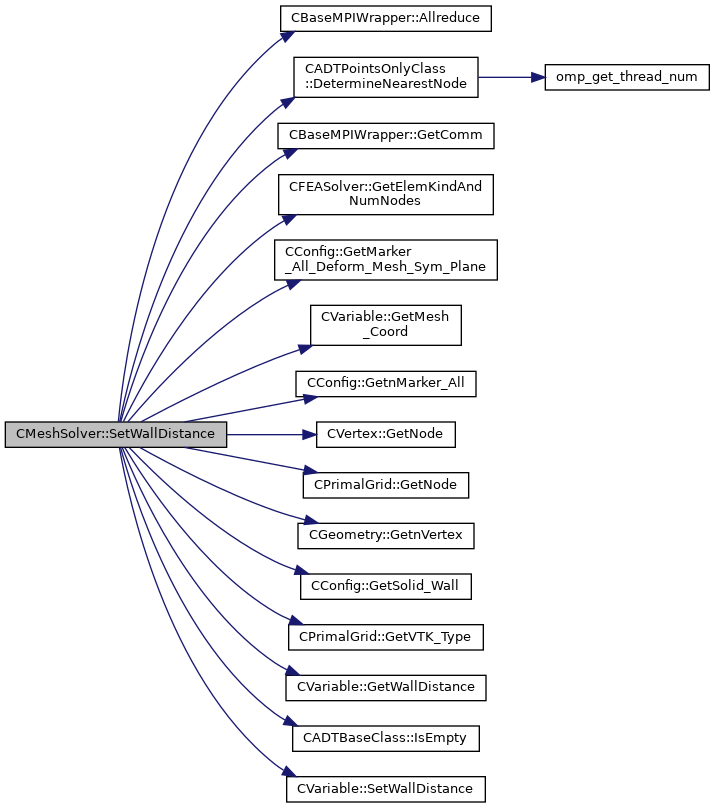 CBaseMPIWrapper::Allreduce
CADTPointsOnlyClass
::DetermineNearestNode
omp_get_thread_num
CBaseMPIWrapper::GetComm
CFEASolver::GetElemKindAnd
NumNodes
CConfig::GetMarker
_All_Deform_Mesh_Sym_Plane
CVariable::GetMesh
_Coord
CConfig::GetnMarker_All
CMeshSolver::SetWallDistance
CVertex::GetNode
CPrimalGrid::GetNode
CGeometry::GetnVertex
CConfig::GetSolid_Wall
CPrimalGrid::GetVTK_Type
CVariable::GetWallDistance
CADTBaseClass::IsEmpty
CVariable::SetWallDistance